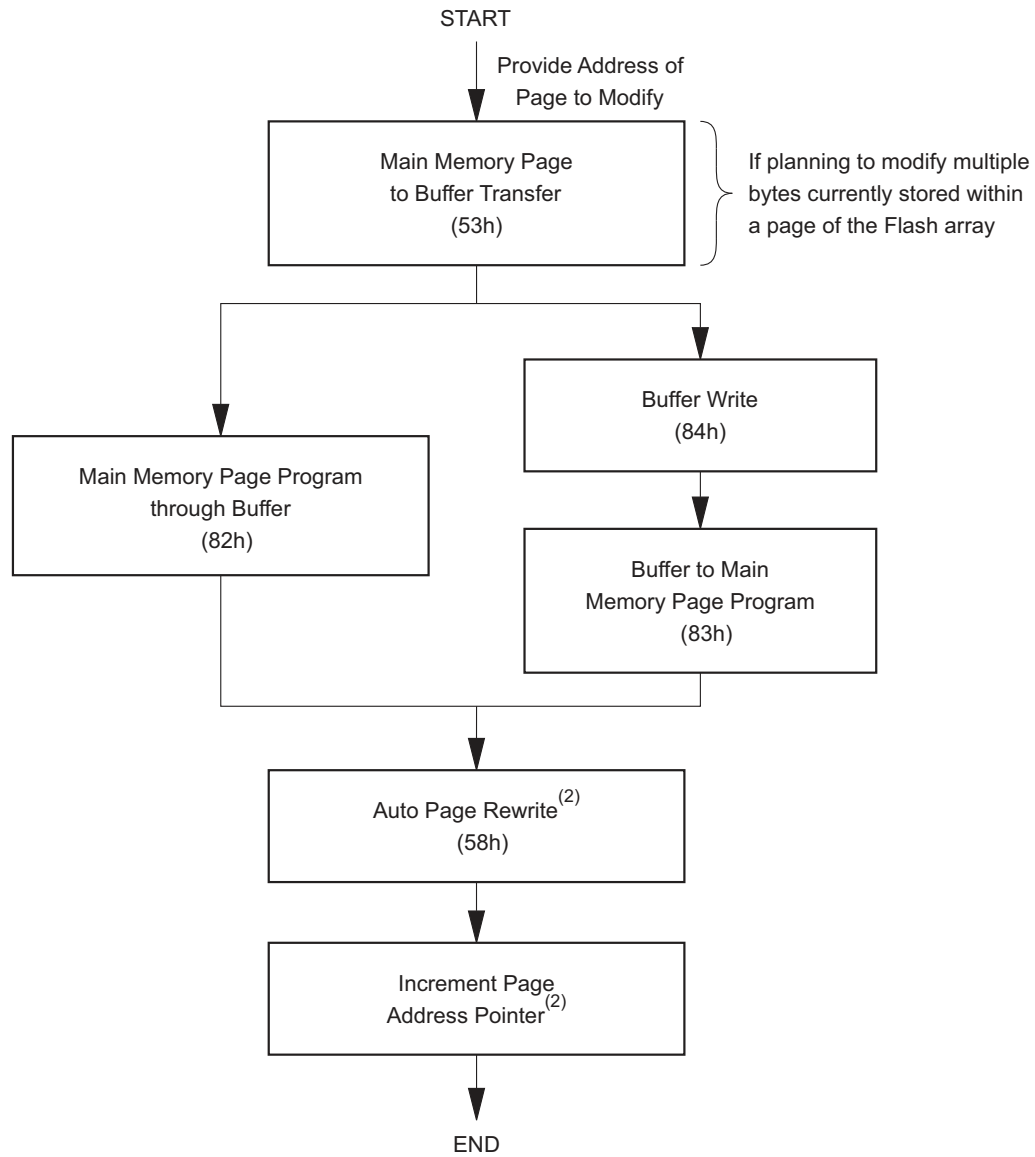 START
Provide Address of
Page to Modify
Main Memory Page
to Buffer Transfer
(53h)
If planning to modify multiple
bytes currently stored within
a page of the Flash array
Main Memory Page Program
through Buffer
(82h)
Buffer Write
(84h)
Buffer to Main
Memory Page Program
(83h)
Auto Page Rewrite(2)
(58h)
Increment Page
Address Pointer(2)
END